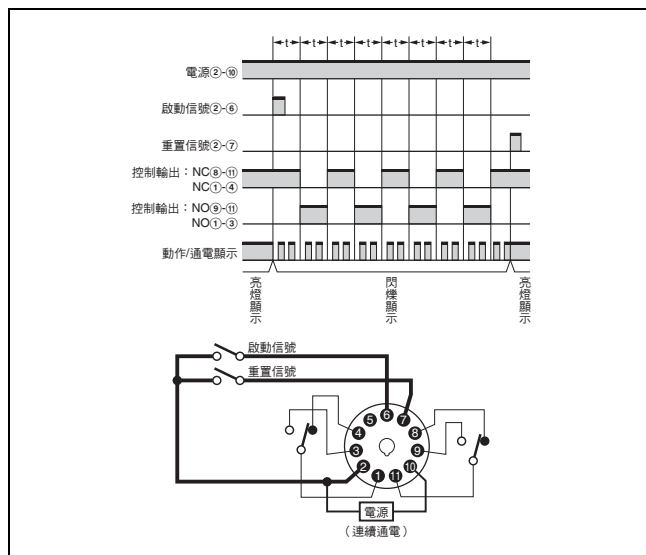 t t t t t t t t
電源②-⑩
啟動信號②-⑥
重置信號②-⑦
控制輸出：NC⑧-⑪
NC①-④
控制輸出：NO⑨-⑪
NO①-③
動作/通電顯示
亮燈顯示
閃爍顯示
亮燈顯示
啟動信號
重置信號
5 6 7
4 8
3 9
2 10
1 11
電源
（連續通電）